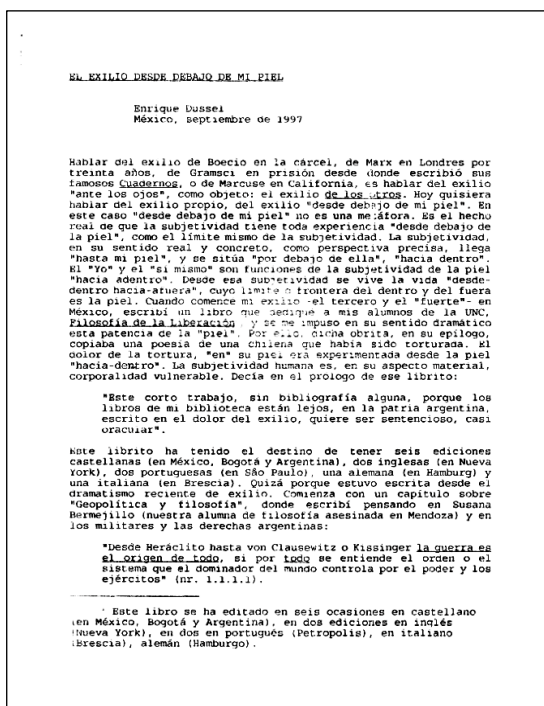 EL EXILIO DESDE DEBAJO DE MI PIEL
Enrique Dussel
México, septiembre de 1997
Hablar del exilio de Boecio en la cárcel, de Marx en Londres por
treinta años, de Gramsci en prisión desde donde escribió sus
famosos Cuadernos, o de Marcuse en California, es hablar del exilio
"ante los ojos", como objeto: el exilio de los otros. Hoy quisiera
hablar del exilio propio, del exilio "desde debajo de mi piel". En
este caso "desde debajo de mi piel" no es una metáfora. Es el hecho
real de que la subjetividad tiene toda experiencia "desde debajo de
la piel", como el límite mismo de la subjetividad. La subjetividad,
en su sentido real y concreto, como perspectiva precisa, llega
"hasta mi piel", y se sitúa "por debajo de ella", "hacia dentro".
El "Yo" y el "si mismo" son funciones de la subjetividad de la piel
"hacia adentro". Desde esa subjetividad se vive la vida "desde-
dentro hacia-afuera", cuyo limite o frontera del dentro y del fuera
es la piel. Cuando comencé mi exilio -el tercero y el "fuerte"- en
México, escribí un libro que dediqué a mis alumnos de la UNC,
Filosofía de la Liberación, y se me impuso en su sentido dramático
esta patencia de la "piel". Por ello, dicha obrita, en su epílogo,
copiaba una poesía de una chilena que había sido torturada. El
dolor de la tortura, "en" su piel era experimentada desde la piel
"hacia-dentro". La subjetividad humana es, en su aspecto material,
corporalidad vulnerable. Decía en el prólogo de ese librito:
"Este corto trabajo, sin bibliografía alguna, porque los
libros de mi biblioteca están lejos, en la patria argentina,
escrito en el dolor del exilio, quiere ser sentencioso, casi
oracular".
Este librito ha tenido el destino de tener seis ediciones
castellanas (en México, Bogotá y Argentina), dos inglesas (en Nueva
York), dos portuguesas (en São Paulo), una alemana (en Hamburg) y
una italiana (en Brescia). Quizá porque estuvo escrita desde el
dramatismo reciente de exilio. Comienza con un capítulo sobre
"Geopolítica y filosofía", donde escribí pensando en Susana
Bermejillo (nuestra alumna de filosofía asesinada en Mendoza) y en
los militares y las derechas argentinas:
"Desde Heráclito hasta von Clausewitz o Kissinger la guerra es
el origen de todo, si por todo se entiende el orden o el
sistema que el dominador del mundo controla por el poder y los
ejércitos" (nr. 1.1.1.1).
Este libro se ha editado en seis ocasiones en castellano
(en México, Bogotá y Argentina), en dos ediciones en inglés
(Nueva York), en dos en portugués (Petropolis), en italiano
(Brescia), alemán (Hamburgo).